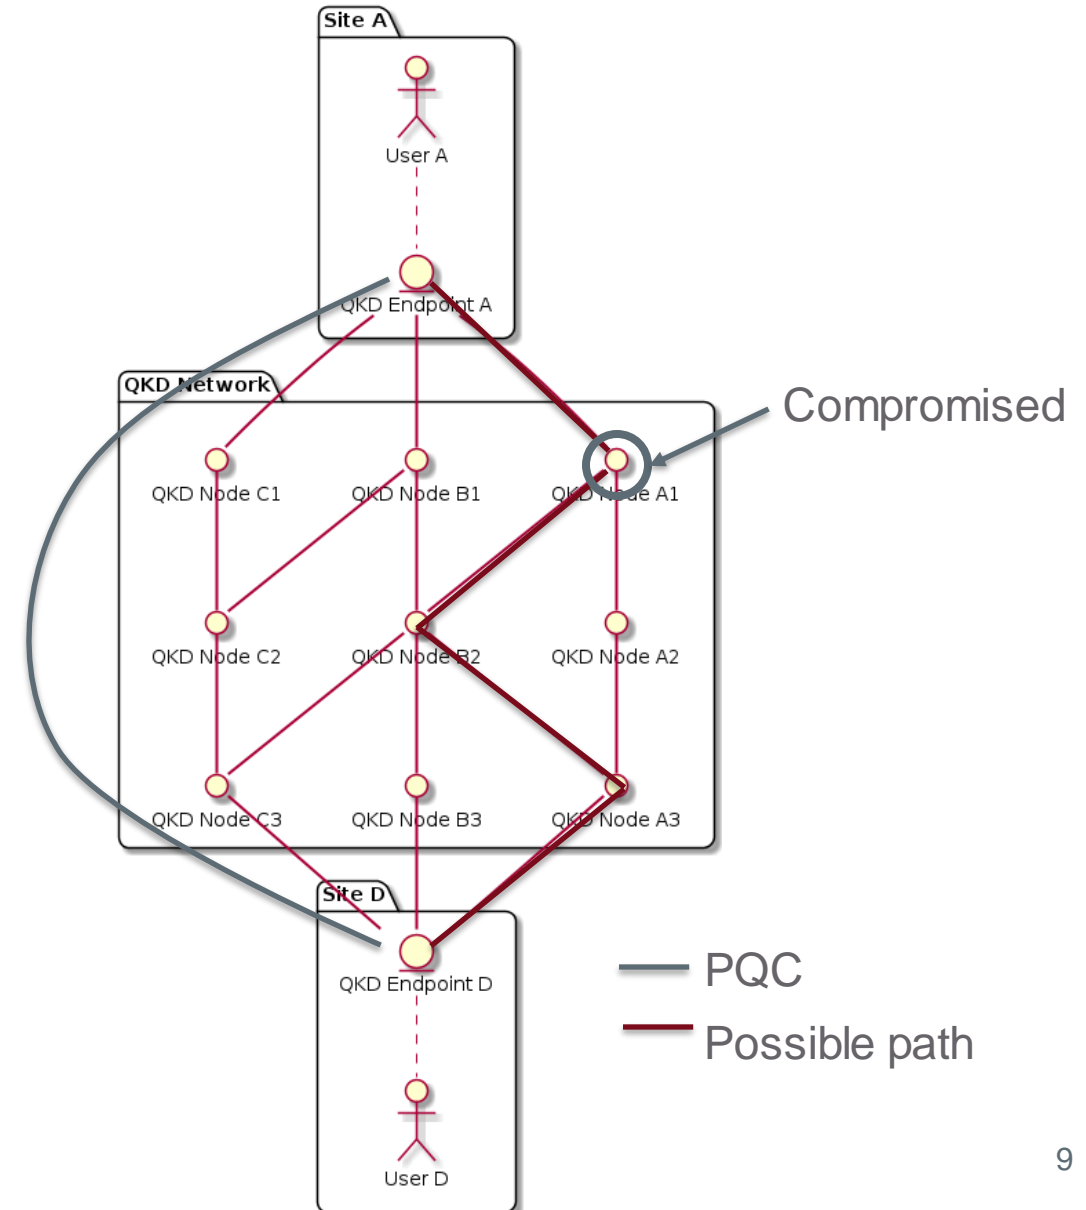 Site A
User A
QKD Endpoint A
QKD Network
Compromised
QKD Node C1
QKD Node B1
QKD Node A1
QKD Node C2
QKD Node B2
QKD Node A2
QKD Node C3
QKD Node B3
QKD Node A3
Site D
QKD Endpoint D
PQC
Possible path
User D
9